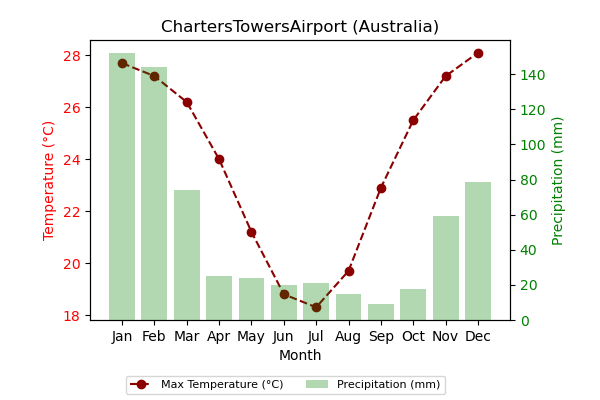 ChartersTowersAirport (Australia)
Temperature (°C)
28
26
24
22
20
18
140
120
100
80
60
40
20
0
Precipitation (mm)
Jan Feb Mar Apr May Jun Jul Aug Sep Oct Nov Dec
Month
Max Temperature (°C) Precipitation (mm)